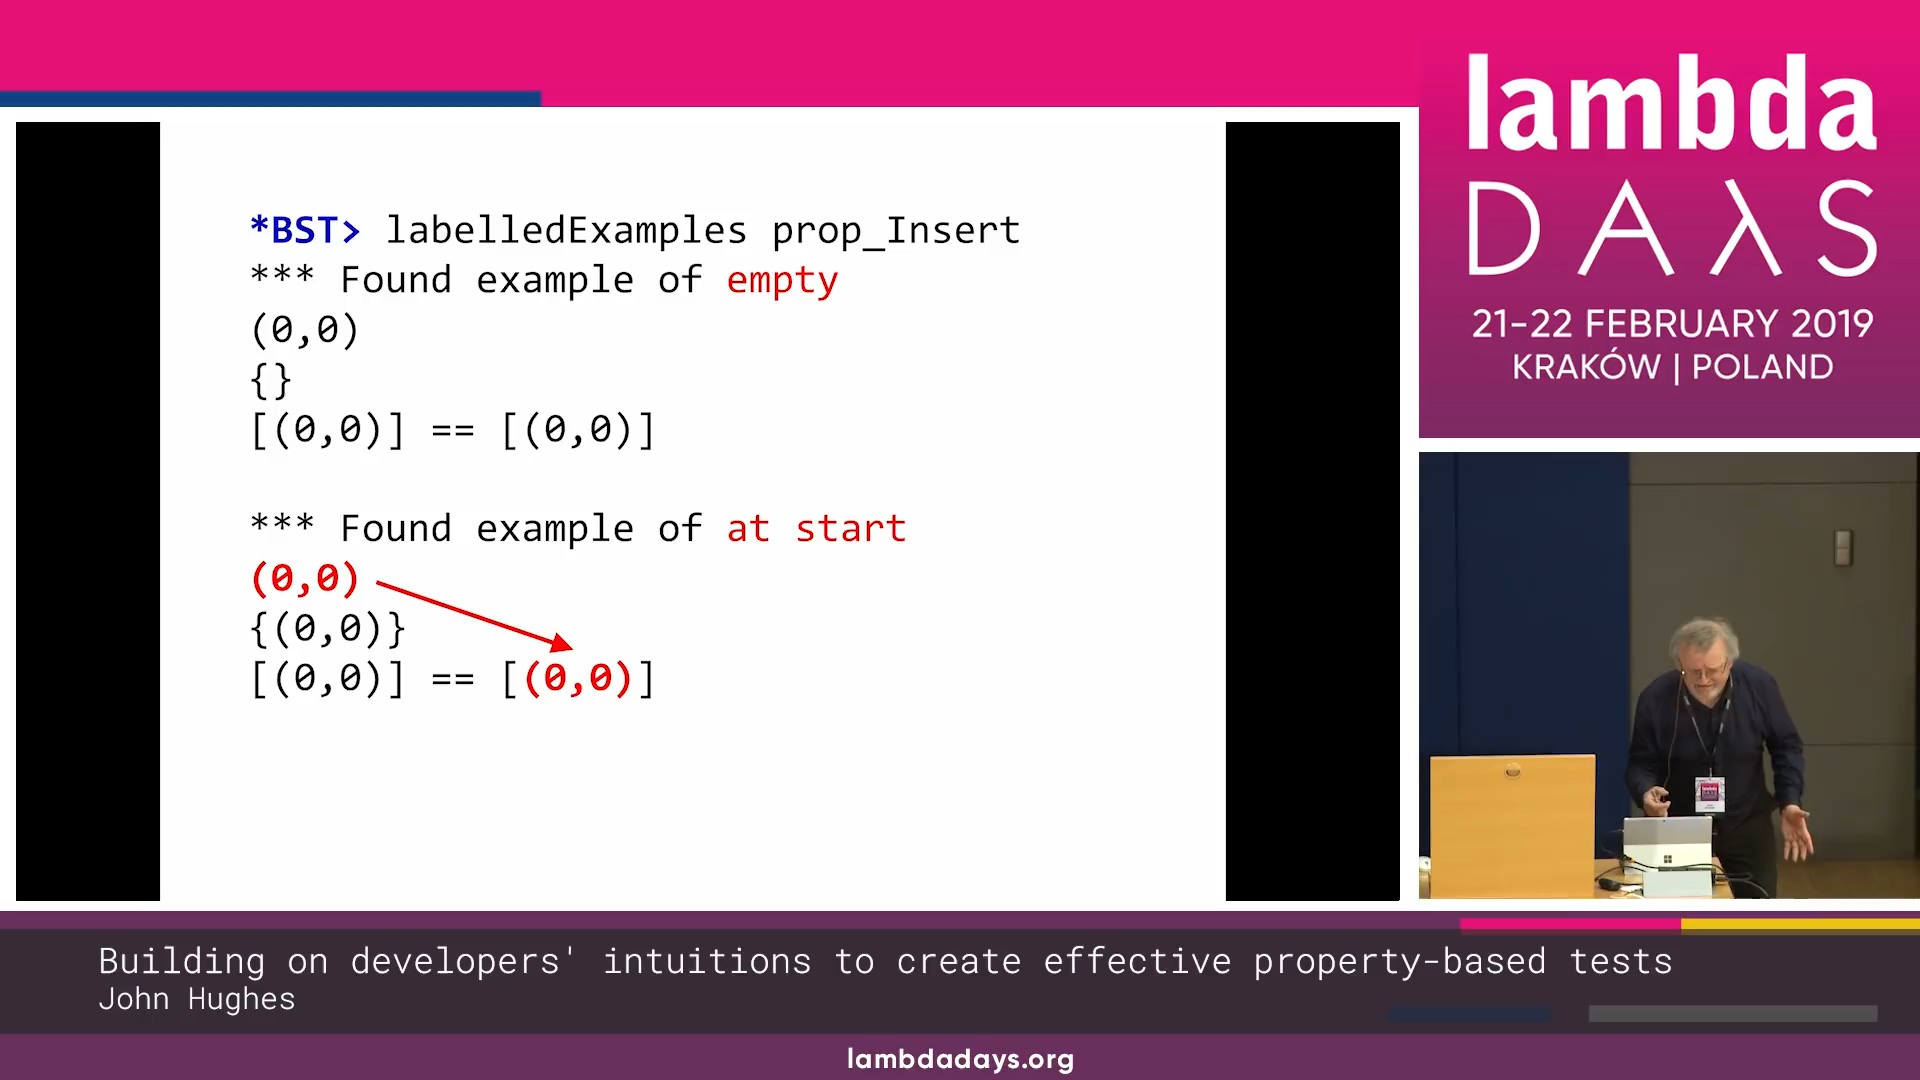 *BST> labelledExamples prop_Insert
*** Found example of empty
(0,0)
{}
[(0,0)] == [(0,0)]
*** Found example of at start
(0,0)
{(0,0)}
[(0,0)] == [(0,0)]
lambda
DAλS
21-22 FEBRUARY 2019
KRAKÓW | POLAND
lambda
DAλS
Building on developers' intuitions to create effective property-based tests
John Hughes
lambdadays.org